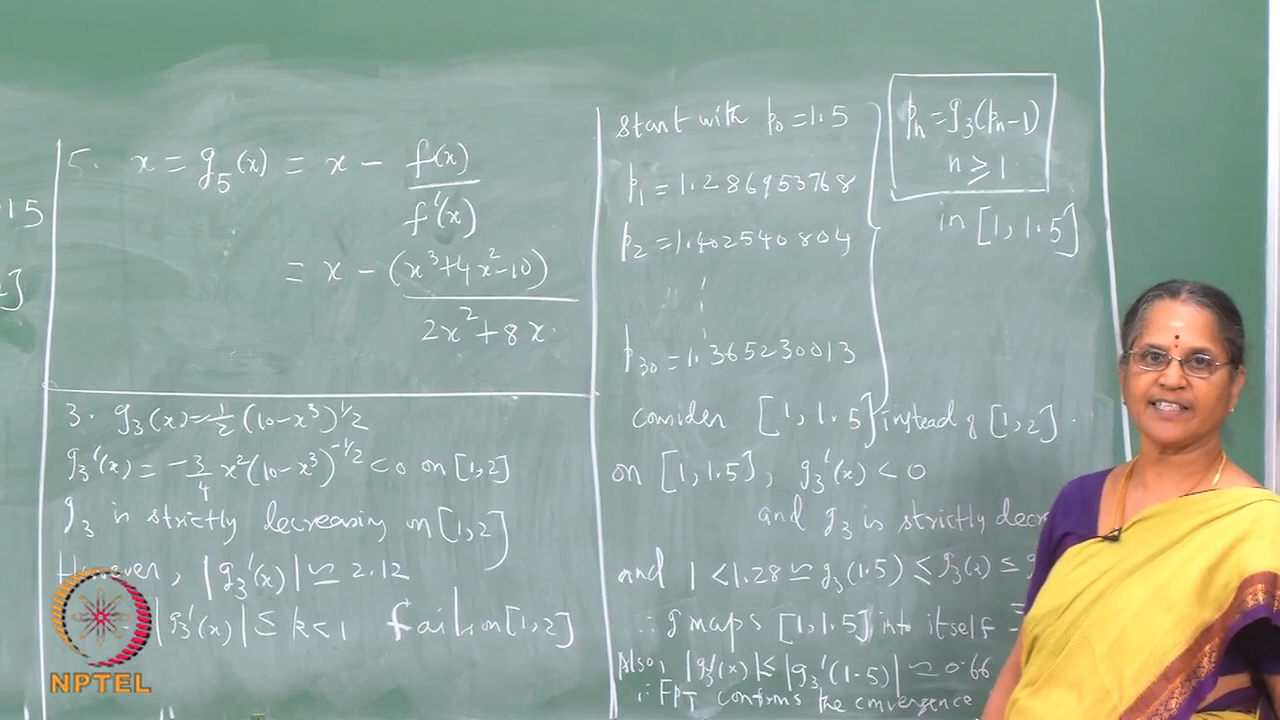 15
5. x = g₅(x) = x − f(x)/f'(x)
= x − (x³+4x²−10)/2x²+8x.
3. g₃(x) = 1/2 (10−x³)^1/2
g₃'(x) = −3/4 x²(10−x³)^−1/2 < 0 on [1,2]
g₃ is strictly decreasing on [1,2]
However, |g₃'(x)| ≃ 2.12
|g₃'(x)| ≤ k < 1 fails on [1,2]
NPTEL
start with p₀ = 1.5
p₁ = 1.286953768
p₂ = 1.402540804
⋮
p₃₀ = 1.365230013
consider [1, 1.5] instead of [1,2].
on [1, 1.5], g₃'(x) < 0
and g₃ is strictly decr
and 1 < 1.28 ≃ g₃(1.5) ≤ g₃(x) ≤ g
∴ g maps [1, 1.5] into itself
Also, |g₃'(x)| ≤ |g₃'(1.5)| ≃ 0.66
∴ FPT confirms the convergence
pₙ = g₃(pₙ−1)
n ≥ 1.
in [1, 1.5]